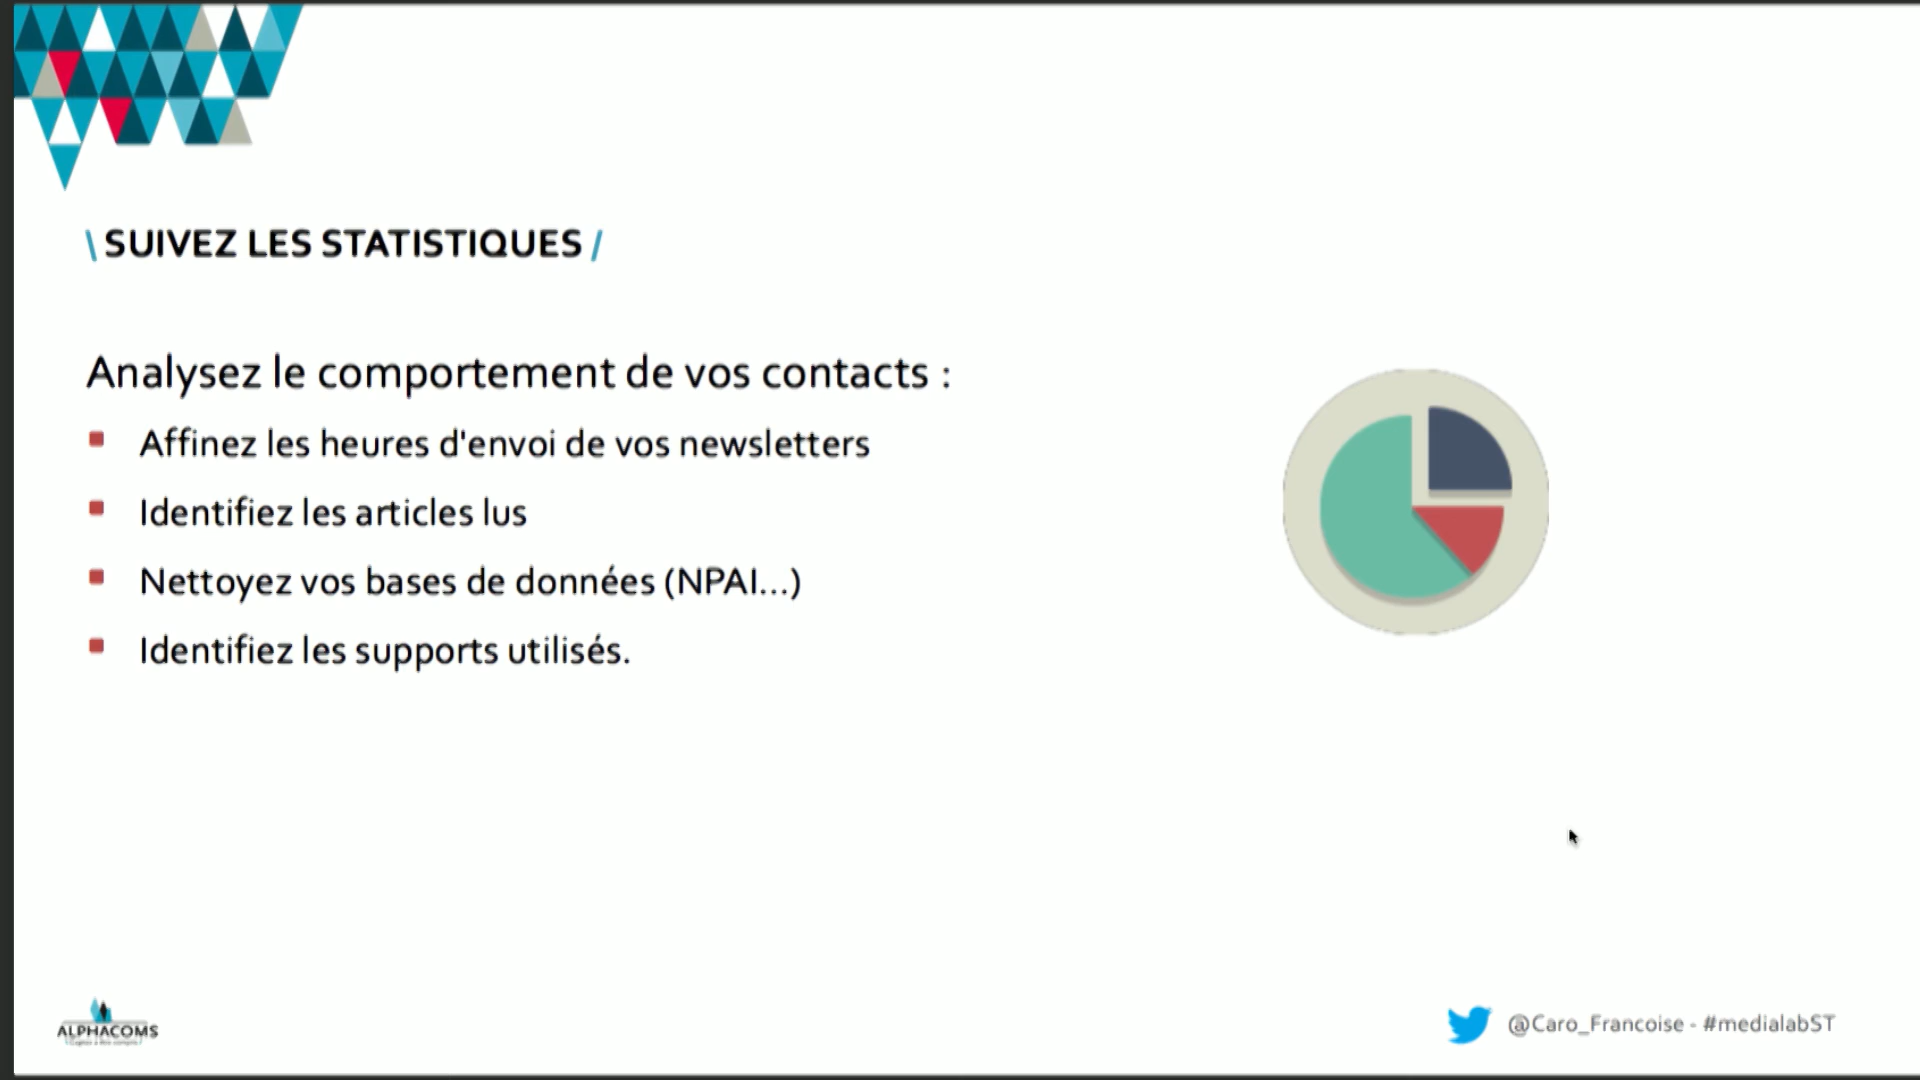 \ SUIVEZ LES STATISTIQUES /
Analysez le comportement de vos contacts :
Affinez les heures d'envoi de vos newsletters
Identifiez les articles lus
Nettoyez vos bases de données (NPAI...)
Identifiez les supports utilisés.
ALPHACOMS
@Caro_Francoise - #medialabST